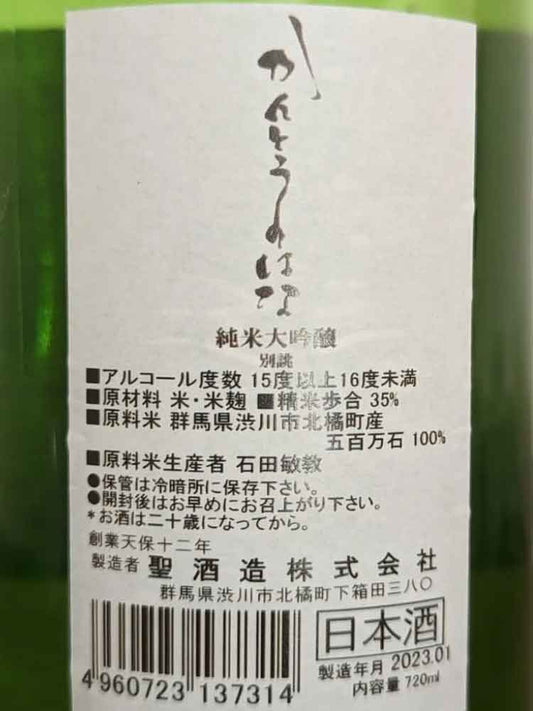 かんとうのはな
純米大吟醸
別誂
■アルコール度数 15度以上16度未満
■原材料 米・米麹 ■精米歩合 35%
■原料米 群馬県渋川市北橘町産
五百万石 100%
■原料米生産者 石田敏教
●保管は冷暗所に保存下さい。
●開封後はお早めにお召上がり下さい。
*お酒は二十歳になってから。
創業天保十二年
製造者 聖酒造株式会社
群馬県渋川市北橘町下箱田三八〇
日本酒
製造年月 2023.01
内容量 720ml
4 960723 137314